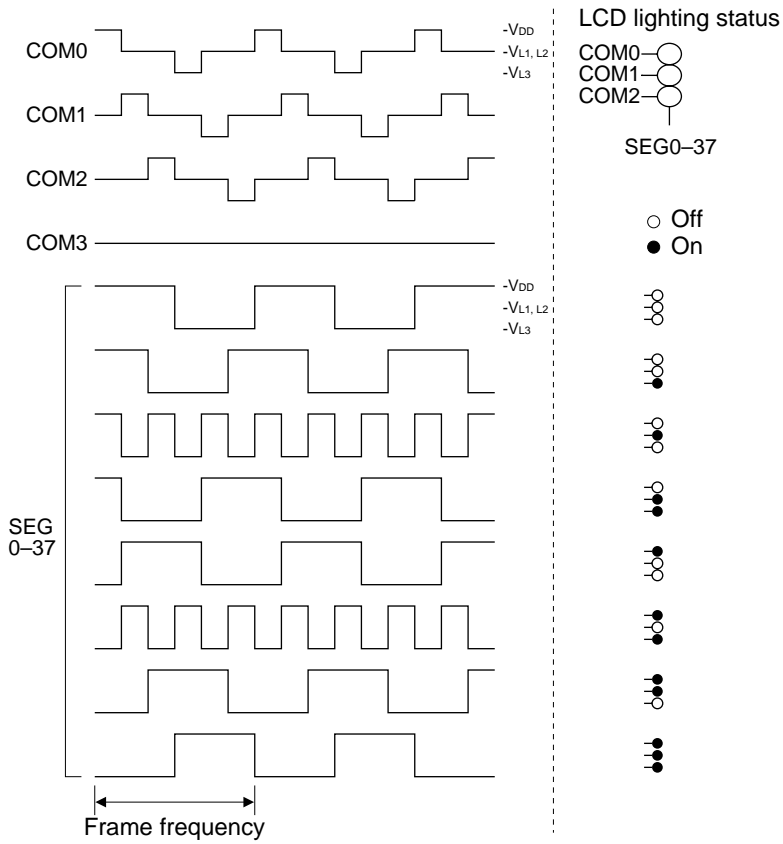 LCD lighting status
COM0
COM1
COM2
SEG0–37
Off
On
COM0
-VDD
-VL1, L2
-VL3
COM1
COM2
COM3
-VDD
-VL1, L2
-VL3
SEG
0–37
Frame frequency